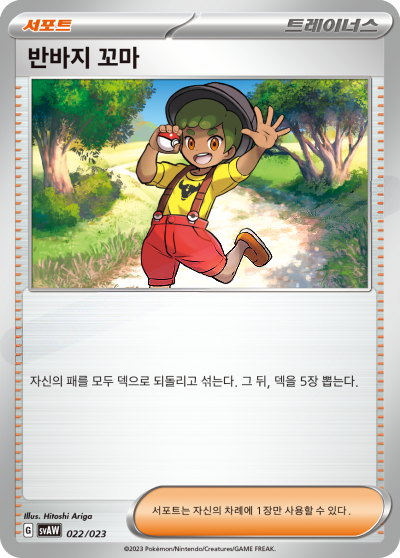 서포트
트레이너스
반바지 꼬마
자신의 패를 모두 덱으로 되돌리고 섞는다. 그 뒤, 덱을 5장 뽑는다.
Illus. Hitoshi Ariga
G svAW 022/023
서포트는 자신의 차례에 1장만 사용할 수 있다.
©2023 Pokémon/Nintendo/Creatures/GAME FREAK.